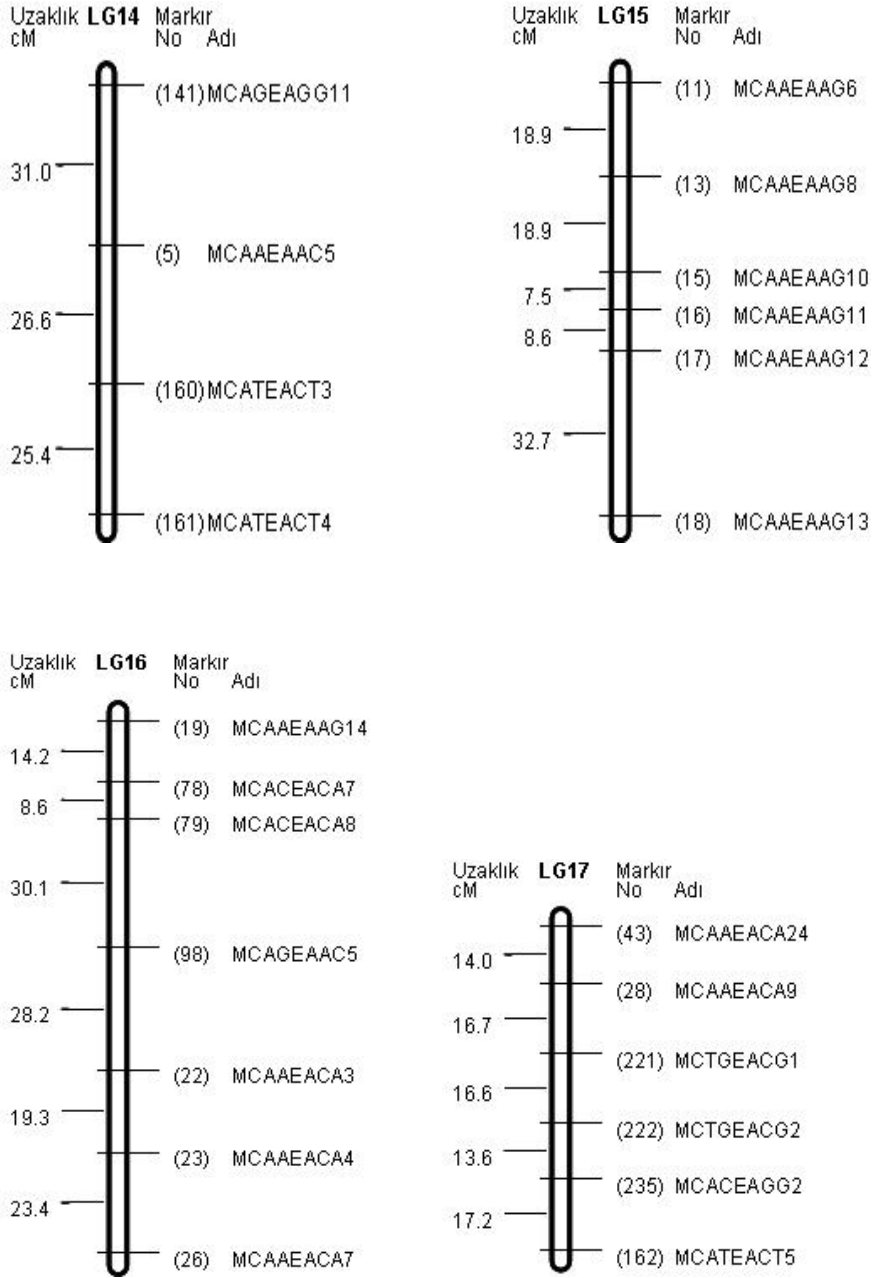 Uzaklık LG14 Markır
cM No Adı
(141) MCAGEAGG11
31.0
(5) MCAAEAAC5
26.6
(160) MCATEACT3
25.4
(161) MCATEACT4
Uzaklık LG15 Markır
cM No Adı
(11) MCAAEAAG6
18.9
(13) MCAAEAAG8
18.9
(15) MCAAEAAG10
7.5
(16) MCAAEAAG11
8.6
(17) MCAAEAAG12
32.7
(18) MCAAEAAG13
Uzaklık LG16 Markır
cM No Adı
(19) MCAAEAAG14
14.2
(78) MCACEACA7
8.6
(79) MCACEACA8
30.1
(98) MCAGEAAC5
28.2
(22) MCAAEACA3
19.3
(23) MCAAEACA4
23.4
(26) MCAAEACA7
Uzaklık LG17 Markır
cM No Adı
(43) MCAAEACA24
14.0
(28) MCAAEACA9
16.7
(221) MCTGEACG1
16.6
(222) MCTGEACG2
13.6
(235) MCACEAGG2
17.2
(162) MCATEACT5